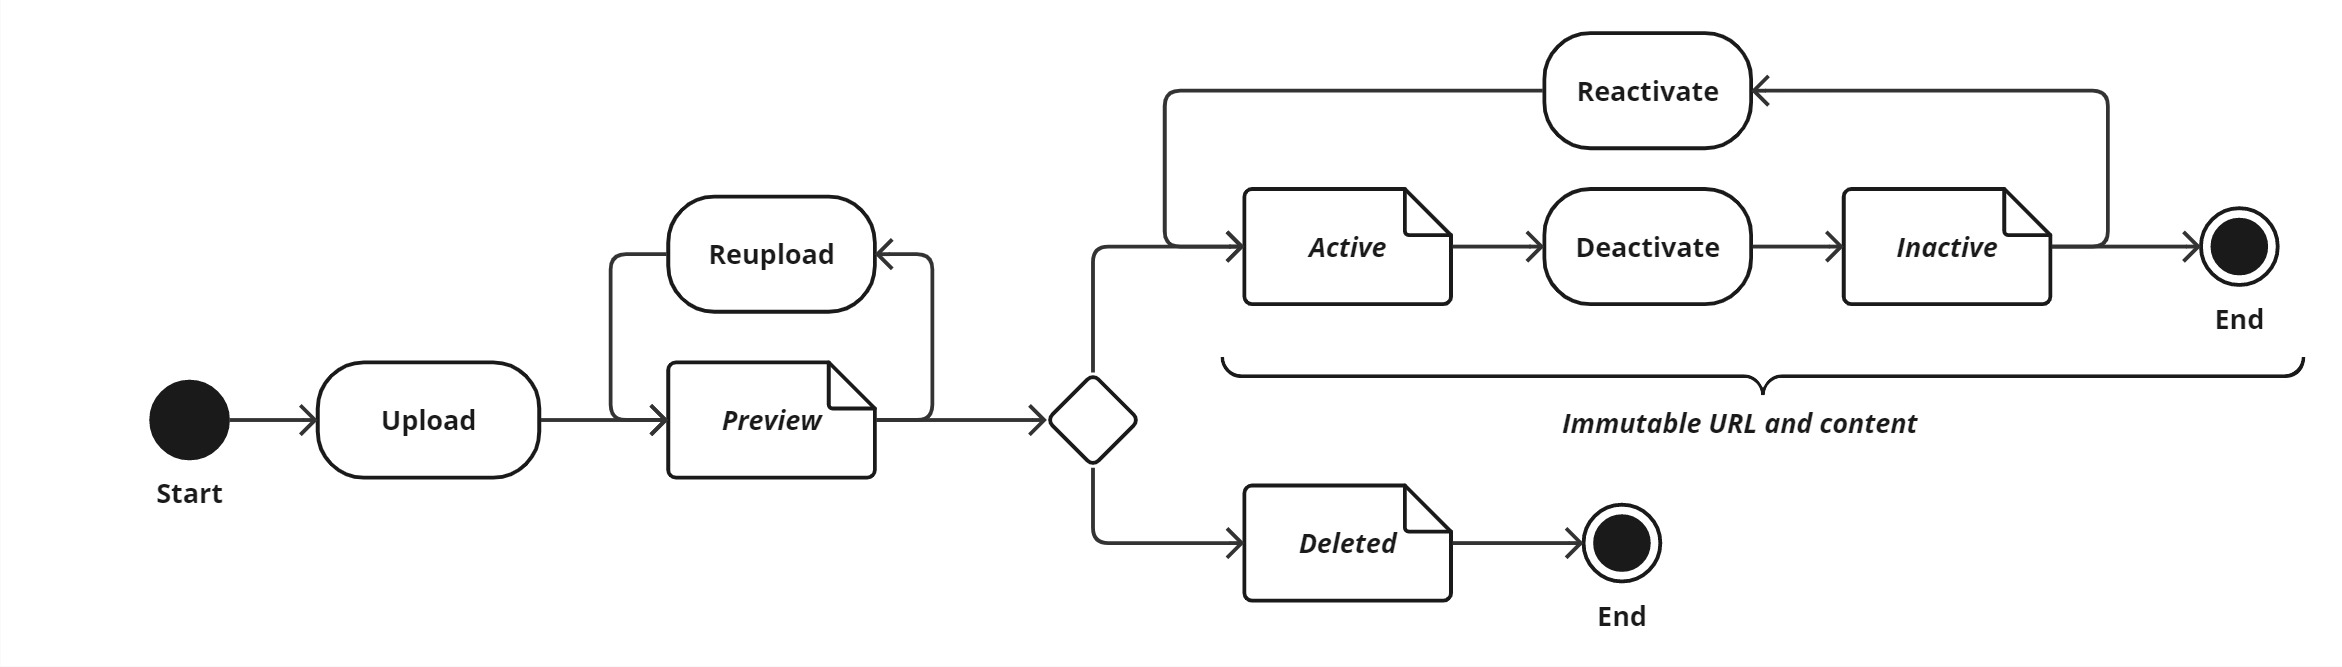 Reactivate
Reupload
Active
Deactivate
Inactive
End
Upload
Preview
Start
Immutable URL and content
Deleted
End